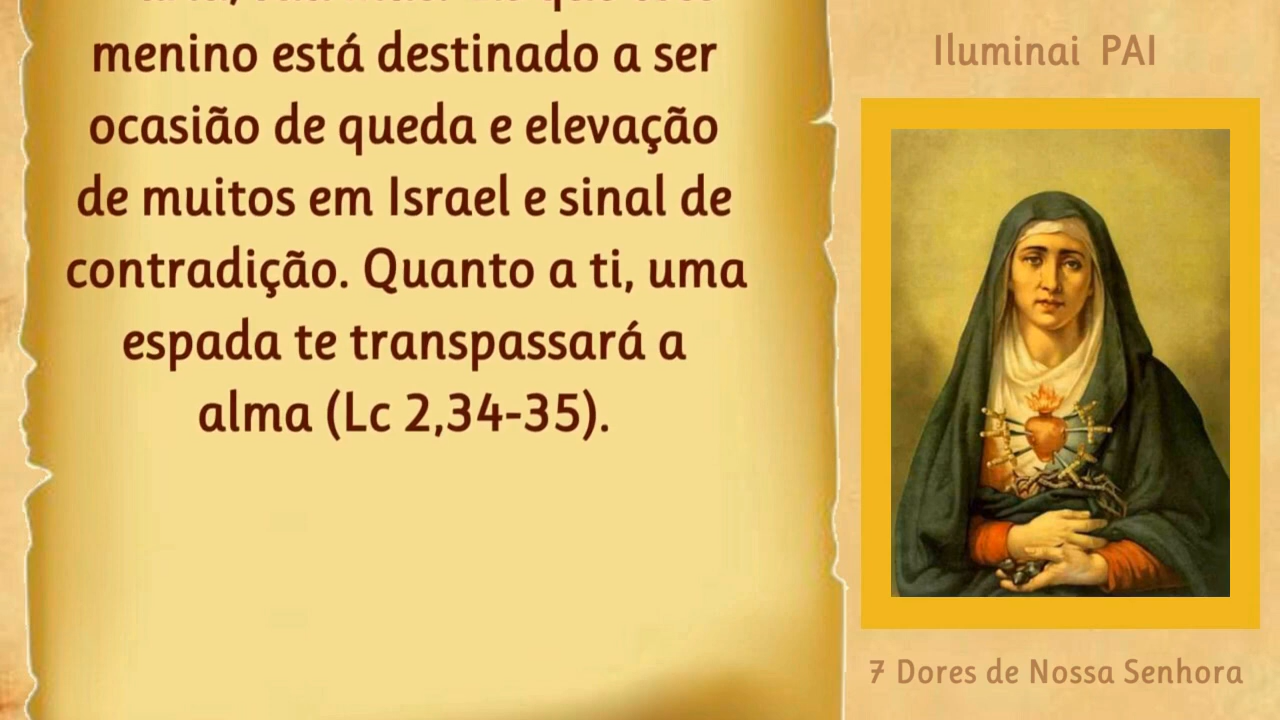 menino está destinado a ser
ocasião de queda e elevação
de muitos em Israel e sinal de
contradição. Quanto a ti, uma
espada te transpassará a
alma (Lc 2,34-35).
Iluminai PAI
7 Dores de Nossa Senhora